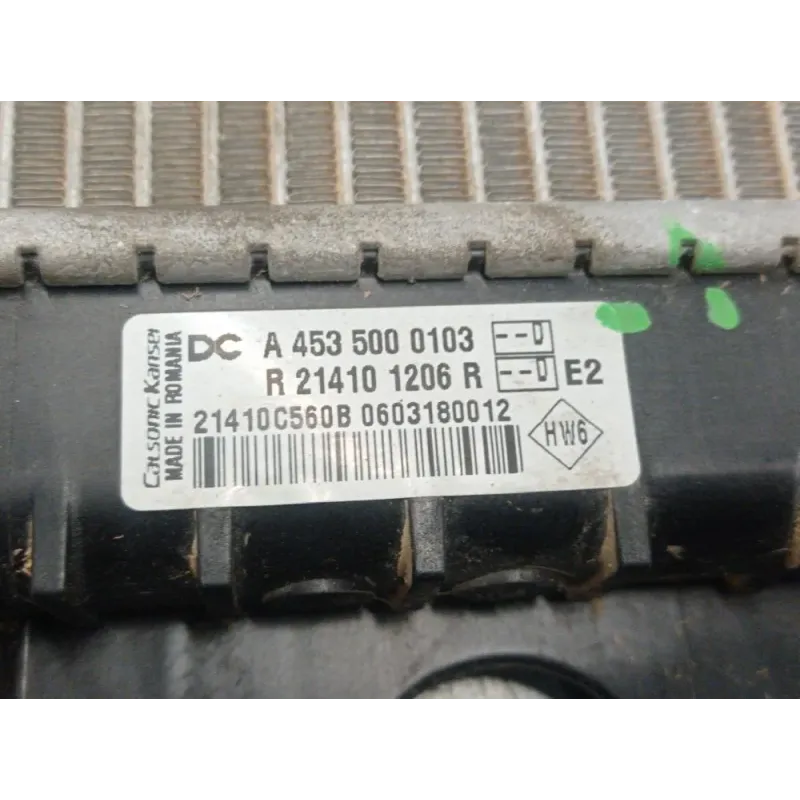 Calsonic Kansei
MADE IN ROMANIA
DC A 453 500 0103 --D
R 21410 1206 R --D E2
21410C560B 0603180012
HW6